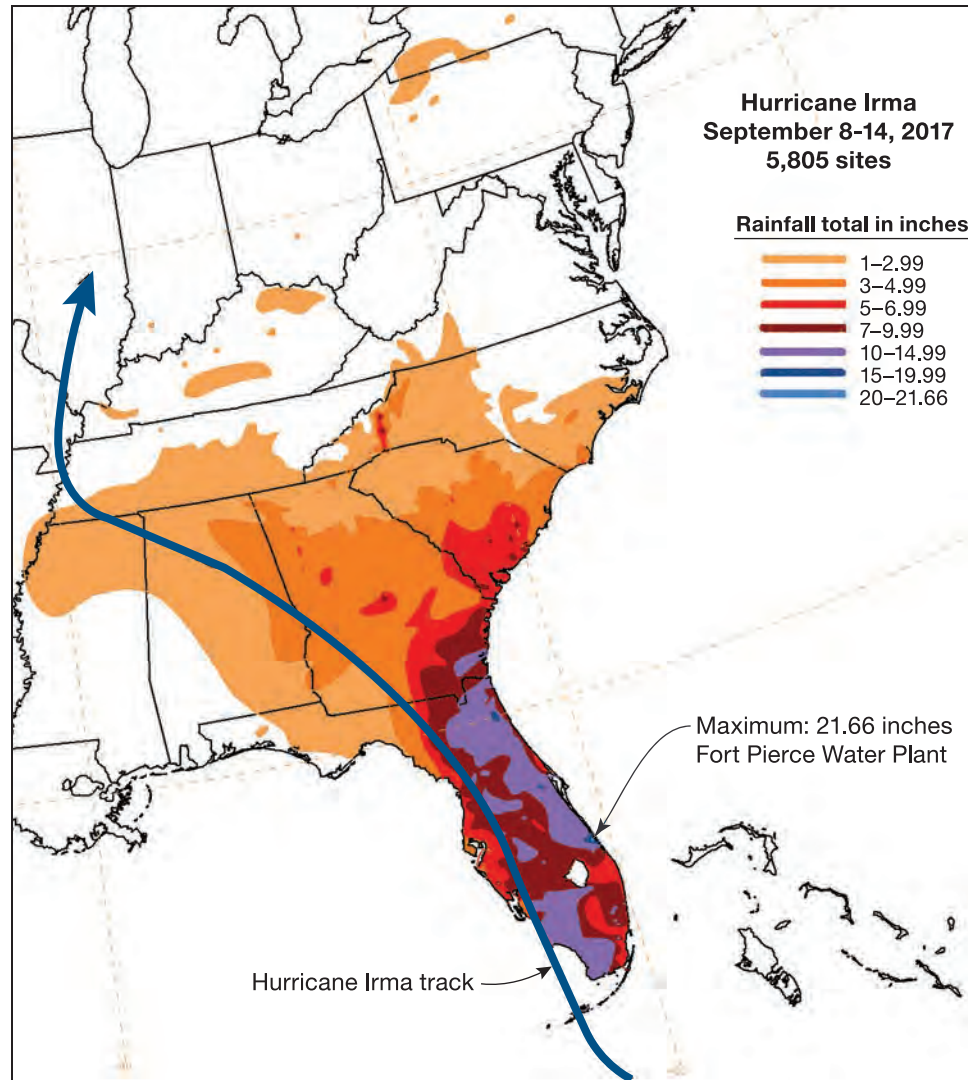 Hurricane Irma
September 8-14, 2017
5,805 sites
Rainfall total in inches
1–2.99
3–4.99
5–6.99
7–9.99
10–14.99
15–19.99
20–21.66
Maximum: 21.66 inches
Fort Pierce Water Plant
Hurricane Irma track